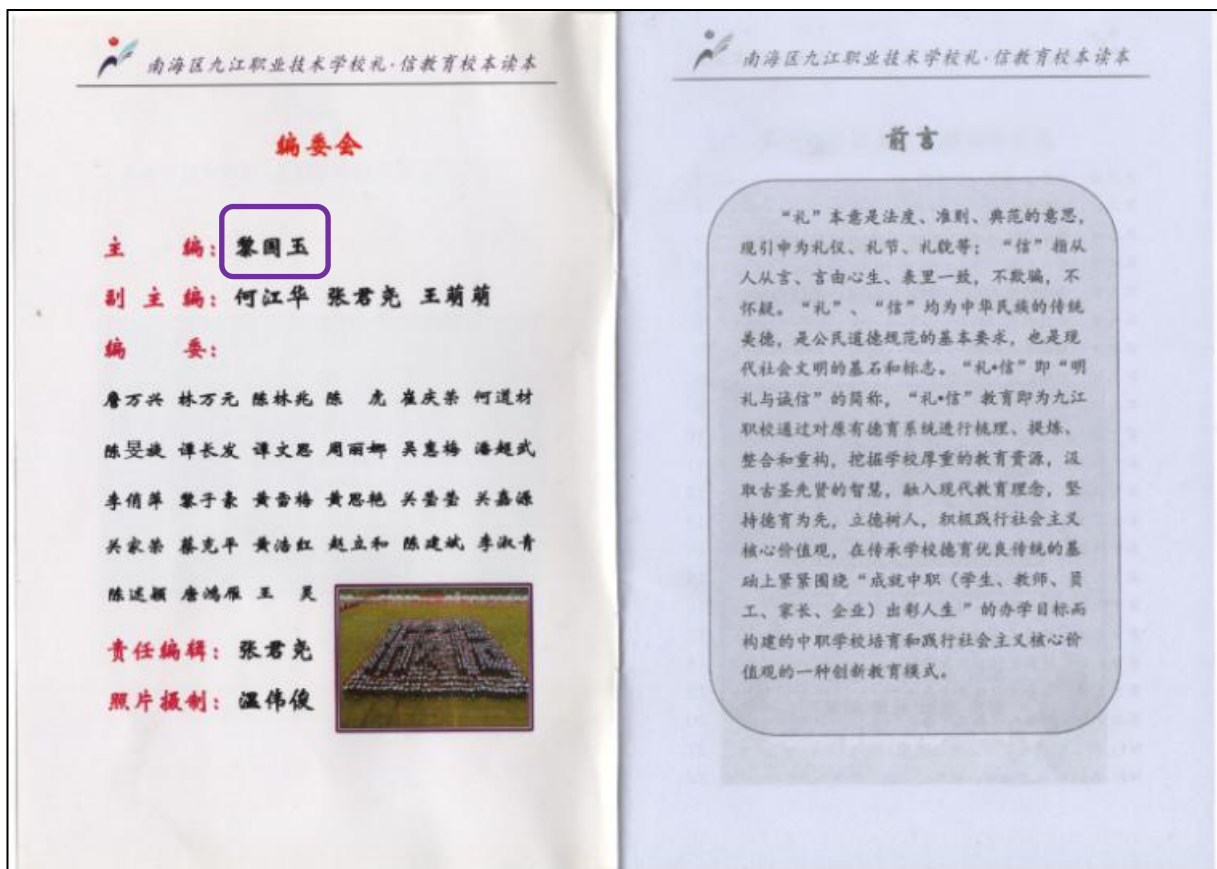 南海区九江职业技术学校礼·信教育校本读本
编委会
主 编：黎国玉
副 主 编：何江华 张君尧 王萌萌
编 委：
詹万兴 林万元 陈林兆 陈 虎 崔庆荣 何道材
陈旻旋 谭长发 谭文思 周丽娜 吴惠梅 潘超武
李俏萍 黎子豪 黄雷梅 黄思艳 关莹莹 关嘉源
关家荣 蔡克平 黄浩红 赵立和 陈建斌 李淑青
陈述颖 唐鸿雁 王 灵
责任编辑：张君尧
照片摄制：温伟俊
南海区九江职业技术学校礼·信教育校本读本
前言
“礼”本意是法度、准则、典范的意思，
现引申为礼仪、礼节、礼貌等；“信”指从
人从言、言由心生、表里一致，不欺骗，不
怀疑。“礼”、“信”均为中华民族的传统
美德，是公民道德规范的基本要求，也是现
代社会文明的基石和标志。“礼•信”即“明
礼与诚信”的简称，“礼•信”教育即为九江
职校通过对原有德育系统进行梳理、提炼、
整合和重构，挖掘学校厚重的教育资源，汲
取古圣先贤的智慧，融入现代教育理念，坚
持德育为先，立德树人，积极践行社会主义
核心价值观，在传承学校德育优良传统的基
础上紧紧围绕“成就中职（学生、教师、员
工、家长、企业）出彩人生”的办学目标而
构建的中职学校培育和践行社会主义核心价
值观的一种创新教育模式。